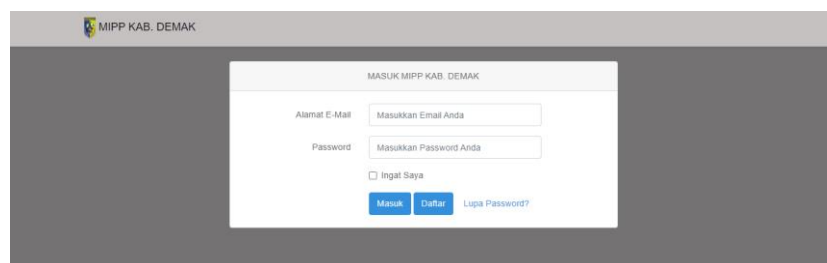 MIPP KAB. DEMAK
MASUK MIPP KAB. DEMAK
Alamat E-Mail Masukkan Email Anda
Password Masukkan Password Anda
Ingat Saya
Masuk Daftar Lupa Password?